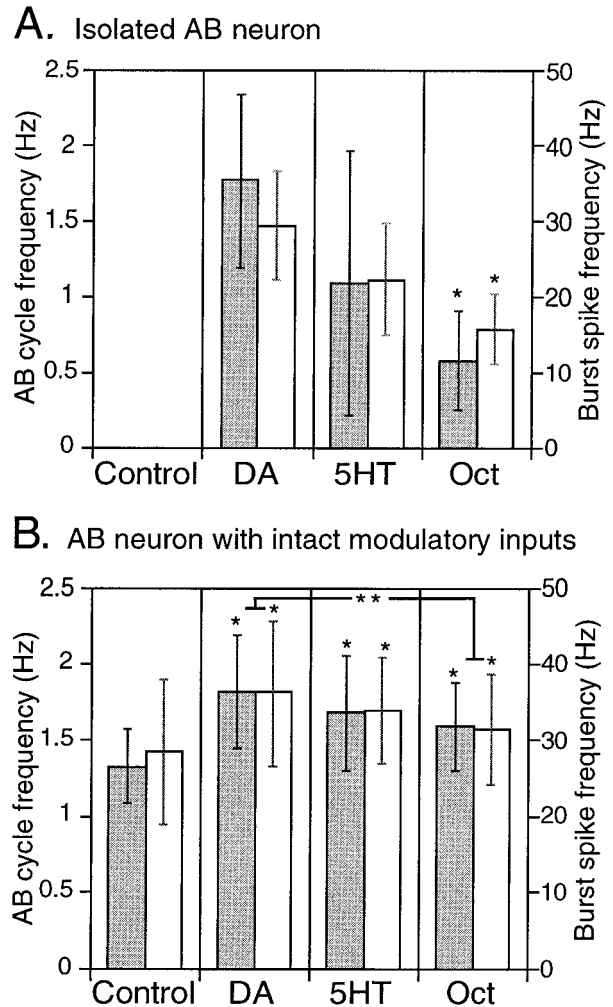 A. Isolated AB neuron
2.5
2
1.5
1
0.5
0
AB cycle frequency (Hz)
50
40
30
20
10
0
Burst spike frequency (Hz)
* *
Control DA 5HT Oct
B. AB neuron with intact modulatory inputs
2.5
2
1.5
1
0.5
0
AB cycle frequency (Hz)
50
40
30
20
10
0
Burst spike frequency (Hz)
**
* * * * * *
Control DA 5HT Oct